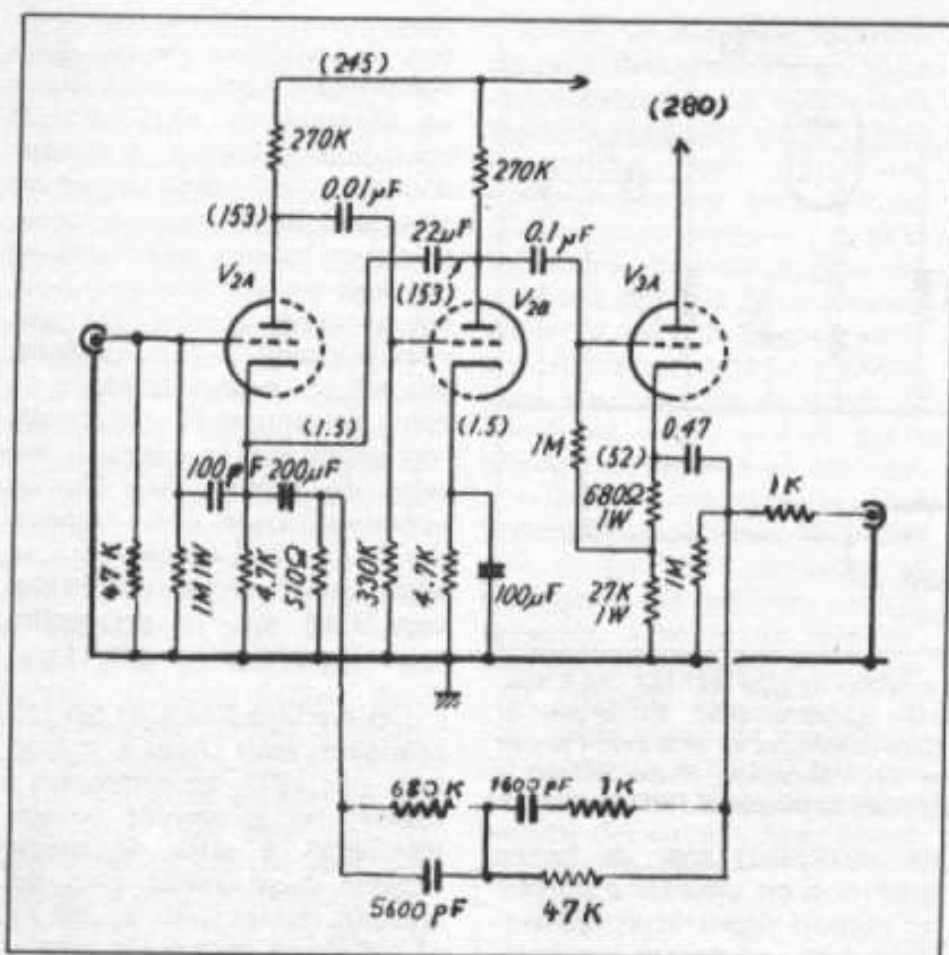 (245)
(280)
270K
270K
0.01µF
(153)
22µF
0.1µF
V2A
(153)
V2B
V3A
(1.5)
(1.5)
1M
0.47
(52)
1K
100pF
200µF
680Ω
1W
47K
1M 1W
4.7K
510Ω
330K
4.7K
100µF
27K
1W
1M
680K
1600pF
1K
5600pF
47K